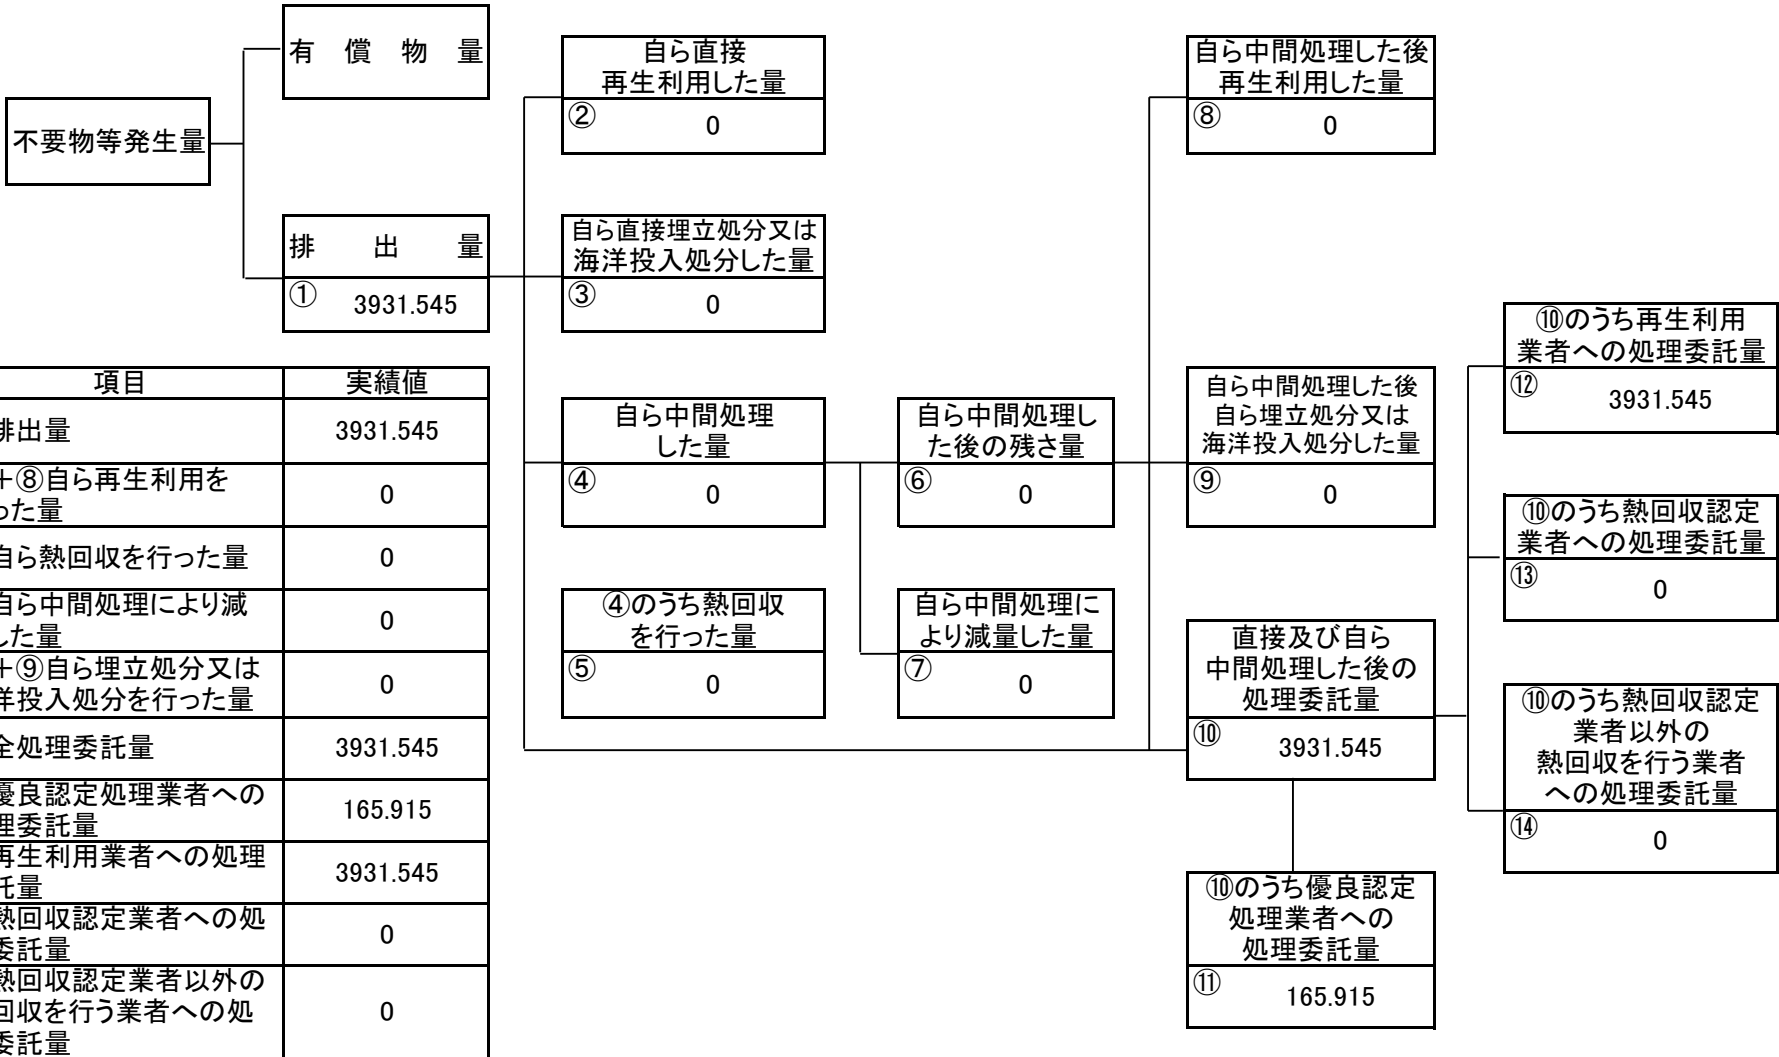 有償物量
不要物等発生量
排出量
① 3931.545
自ら直接
再生利用した量
② 0
自ら直接埋立処分又は
海洋投入処分した量
③ 0
自ら中間処理
した量
④ 0
④のうち熱回収
を行った量
⑤ 0
自ら中間処理し
た後の残さ量
⑥ 0
自ら中間処理に
より減量した量
⑦ 0
自ら中間処理した後
再生利用した量
⑧ 0
自ら中間処理した後
自ら埋立処分又は
海洋投入処分した量
⑨ 0
直接及び自ら
中間処理した後の
処理委託量
⑩ 3931.545
⑩のうち優良認定
処理業者への
処理委託量
⑪ 165.915
⑩のうち再生利用
業者への処理委託量
⑫ 3931.545
⑩のうち熱回収認定
業者への処理委託量
⑬ 0
⑩のうち熱回収認定
業者以外の
熱回収を行う業者
への処理委託量
⑭ 0
項目 実績値
排出量 3931.545
+⑧自ら再生利用を
った量 0
自ら熱回収を行った量 0
自ら中間処理により減
した量 0
+⑨自ら埋立処分又は
洋投入処分を行った量 0
全処理委託量 3931.545
優良認定処理業者への
理委託量 165.915
再生利用業者への処理
託量 3931.545
熱回収認定業者への処
委託量 0
熱回収認定業者以外の
回収を行う業者への処
委託量 0